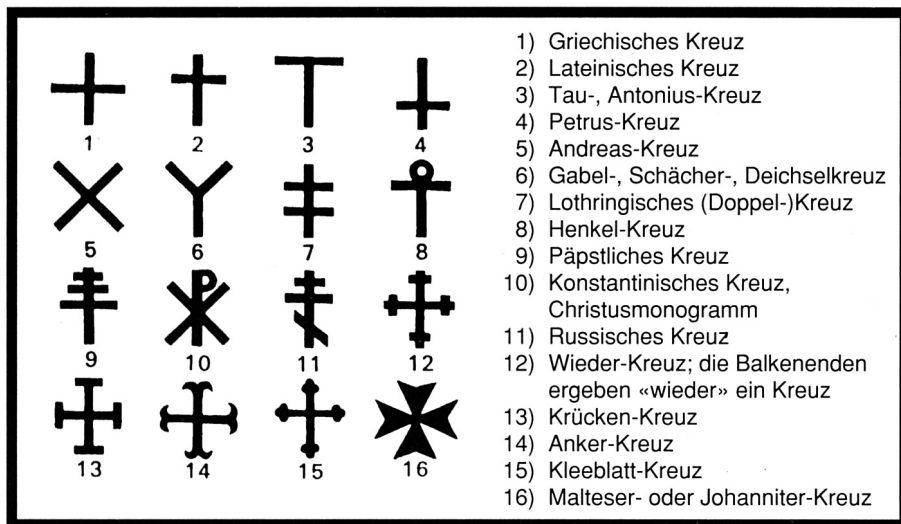 1 2 3 4
5 6 7 8
9 10 11 12
13 14 15 16
1) Griechisches Kreuz
2) Lateinisches Kreuz
3) Tau-, Antonius-Kreuz
4) Petrus-Kreuz
5) Andreas-Kreuz
6) Gabel-, Schächer-, Deichselkreuz
7) Lothringisches (Doppel-)Kreuz
8) Henkel-Kreuz
9) Päpstliches Kreuz
10) Konstantinisches Kreuz,
Christusmonogramm
11) Russisches Kreuz
12) Wieder-Kreuz; die Balkenenden
ergeben «wieder» ein Kreuz
13) Krücken-Kreuz
14) Anker-Kreuz
15) Kleeblatt-Kreuz
16) Malteser- oder Johanniter-Kreuz